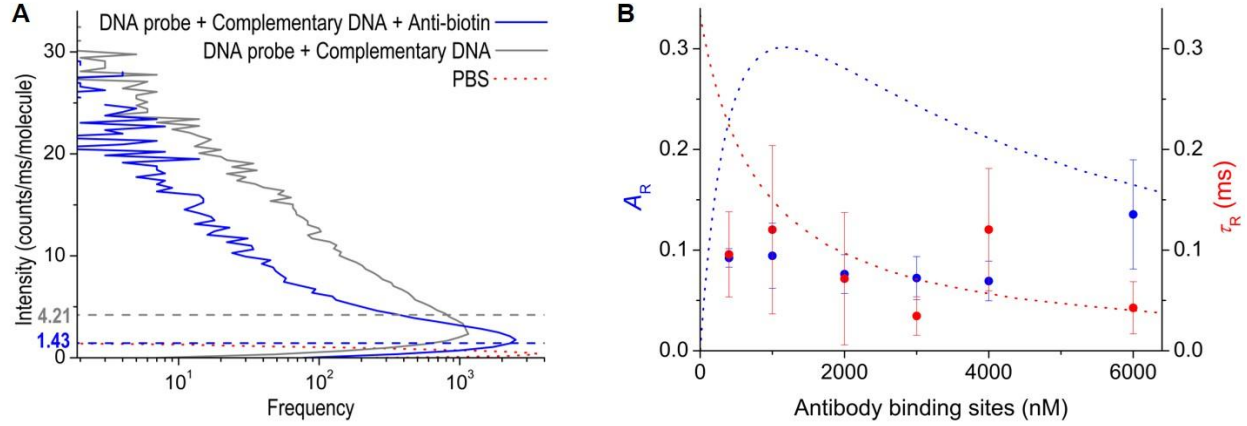 A
DNA probe + Complementary DNA + Anti-biotin
DNA probe + Complementary DNA
PBS
Intensity (counts/ms/molecule)
30
20
10
4.21
1.43
0
10¹ 10² 10³
Frequency
B
A_R
0.3
0.2
0.1
0.0
0 2000 4000 6000
Antibody binding sites (nM)
0.3
0.2
0.1
0.0
τ_R (ms)